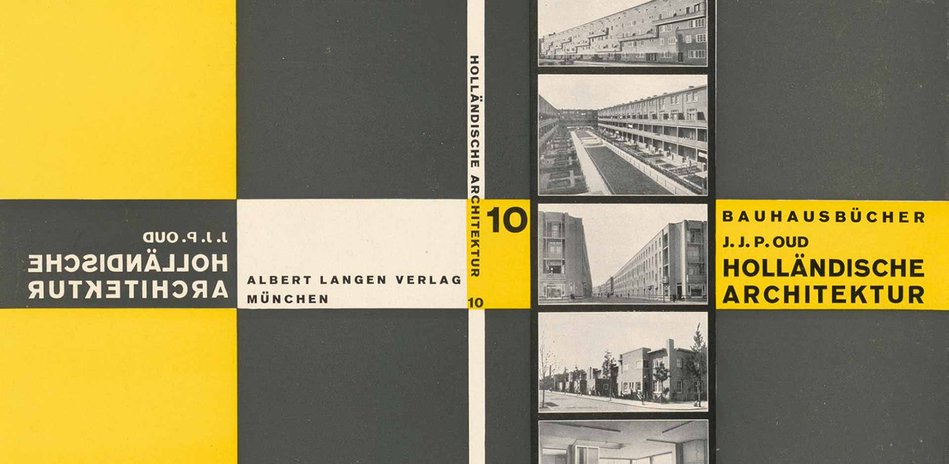 J. J. P. OUD
HOLLÄNDISCHE
ARCHITEKTUR
ALBERT LANGEN VERLAG
MÜNCHEN
HOLLÄNDISCHE ARCHITEKTUR
10
10
BAUHAUSBÜCHER
J. J. P. OUD
HOLLÄNDISCHE
ARCHITEKTUR